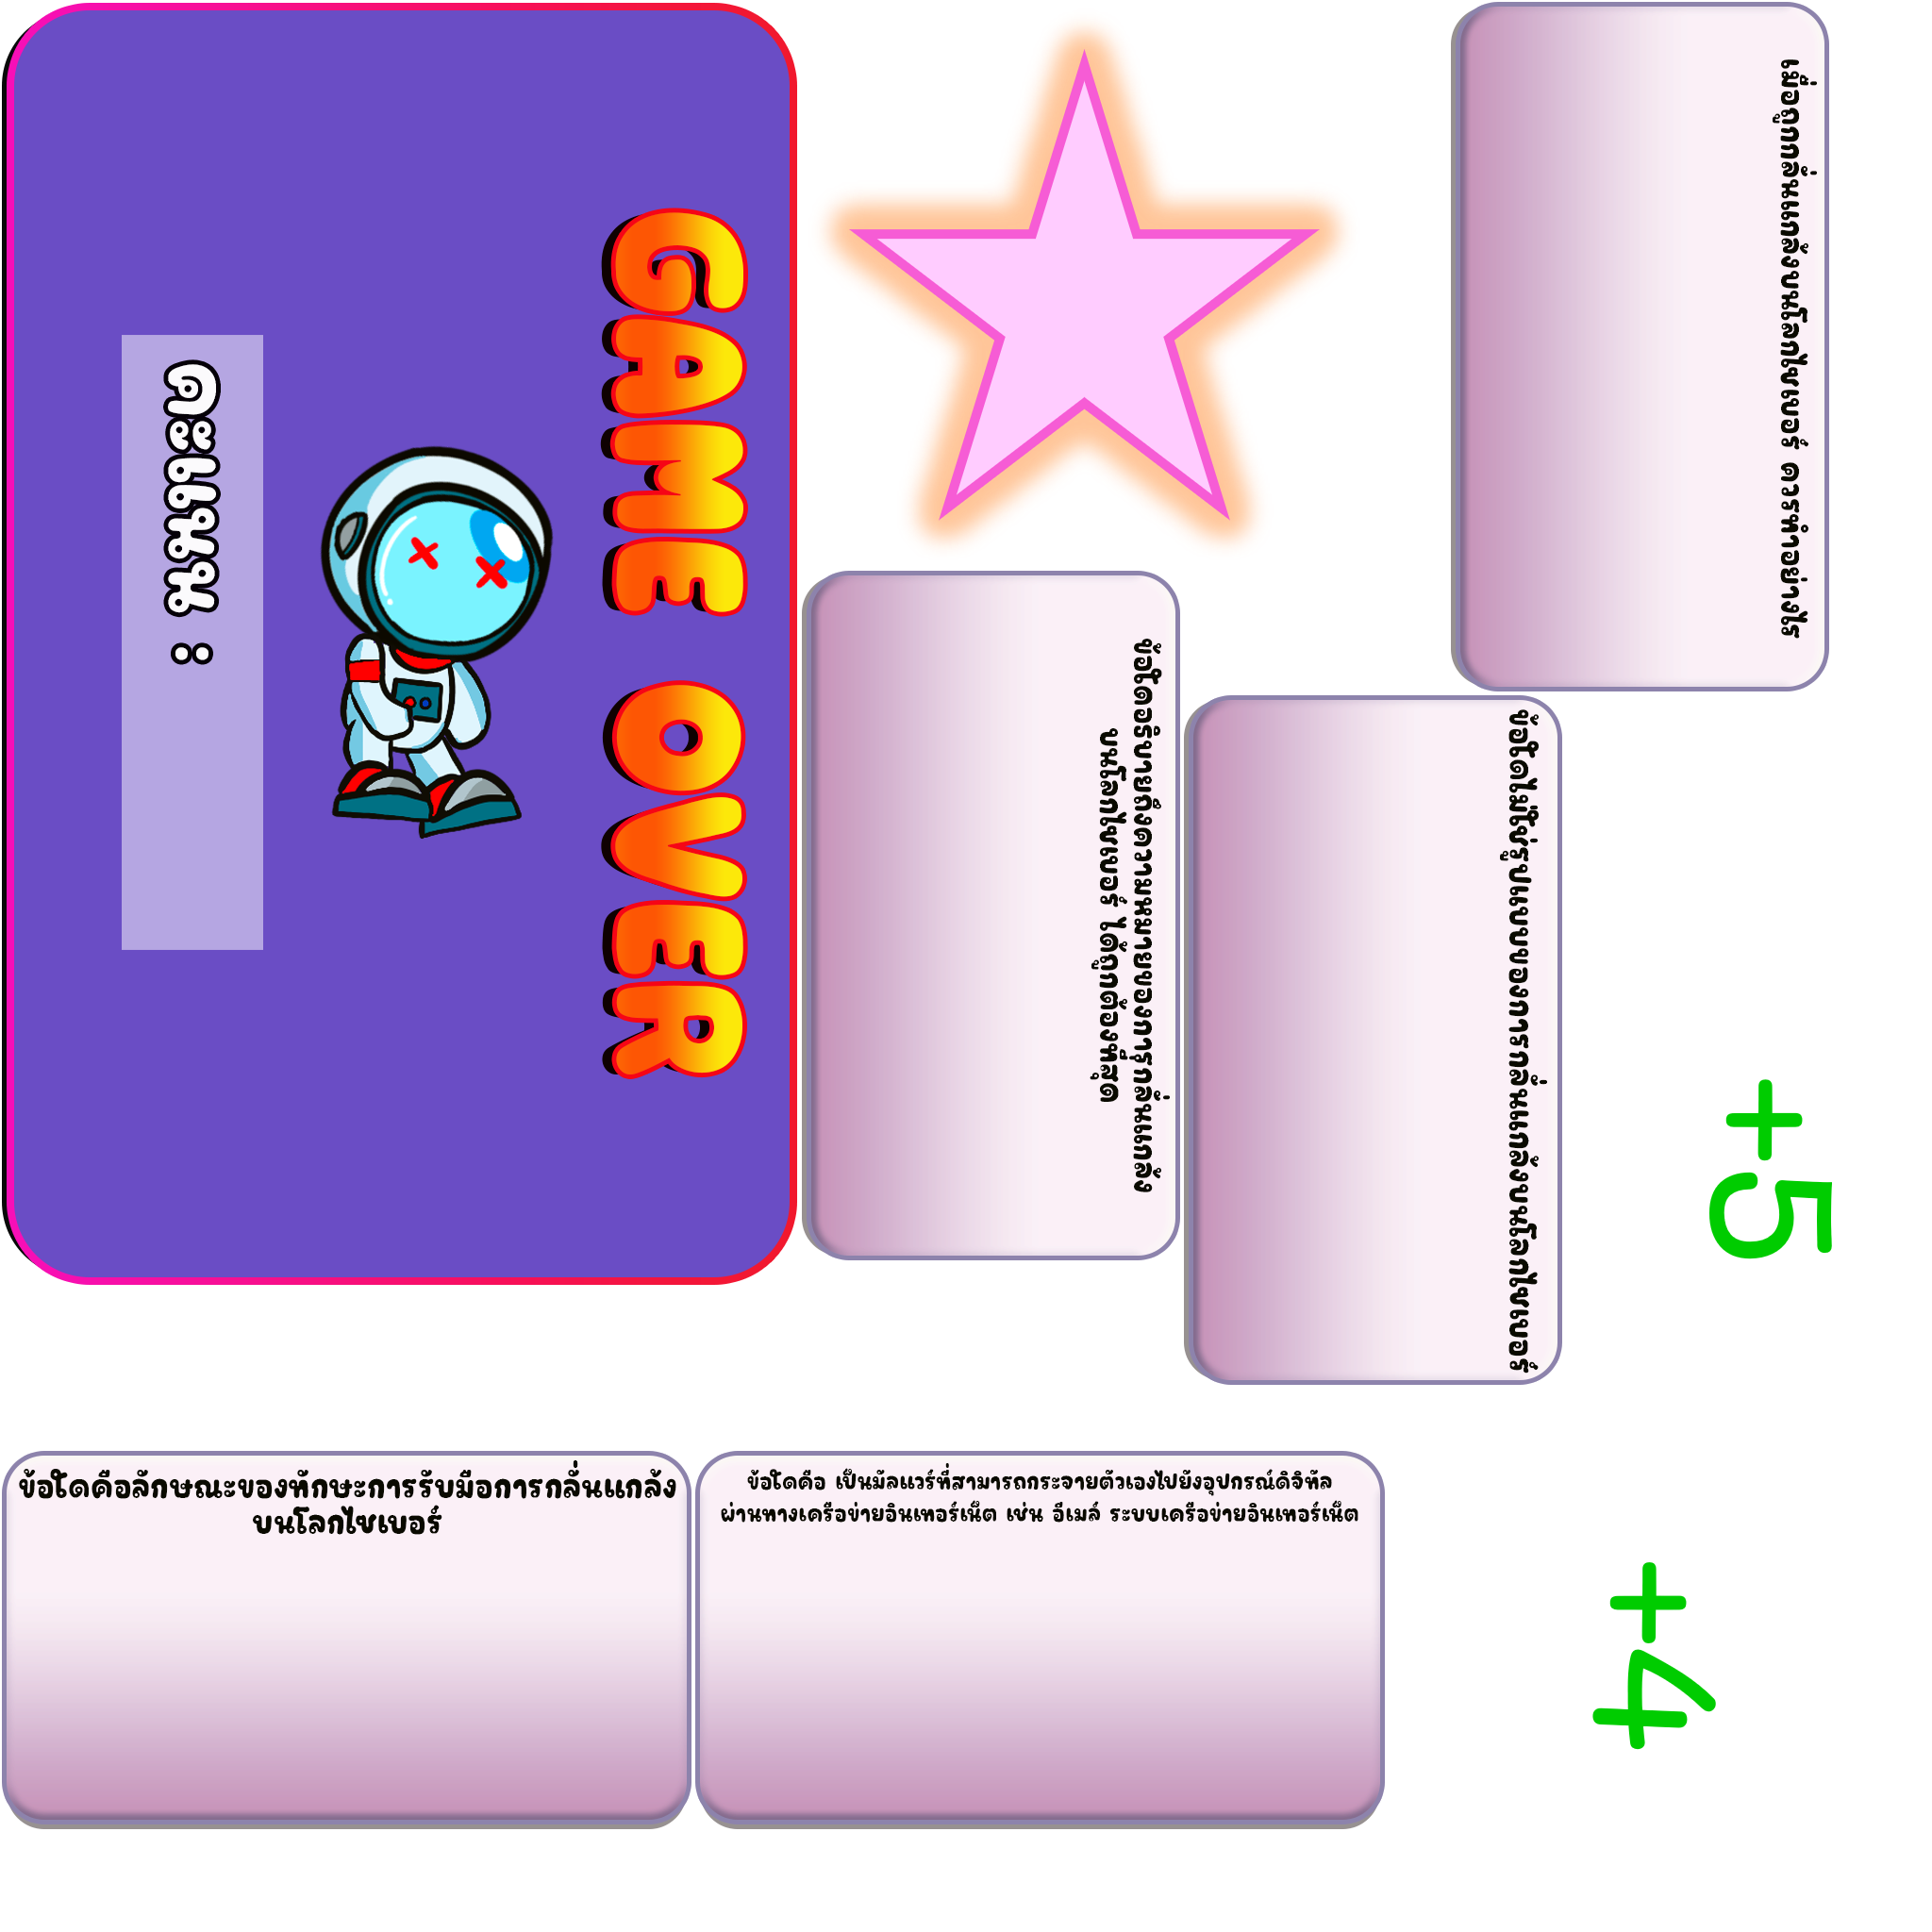 GAME OVER
คะแนน :
เมื่อถูกกลั่นแกล้งบนโลกไซเบอร์ ควรทำอย่างไร
ข้อใดอธิบายถึงความหมายของการกลั่นแกล้ง
บนโลกไซเบอร์ ได้ถูกต้องที่สุด
ข้อใดไม่ใช่รูปแบบของการกลั่นแกล้งบนโลกไซเบอร์
+5
ข้อใดคือลักษณะของทักษะการรับมือการกลั่นแกล้ง
บนโลกไซเบอร์
ข้อใดคือ เป็นมัลแวร์ที่สามารถกระจายตัวเองไปยังอุปกรณ์ดิจิทัล
ผ่านทางเครือข่ายอินเทอร์เน็ต เช่น อีเมล์ ระบบเครือข่ายอินเทอร์เน็ต
+4